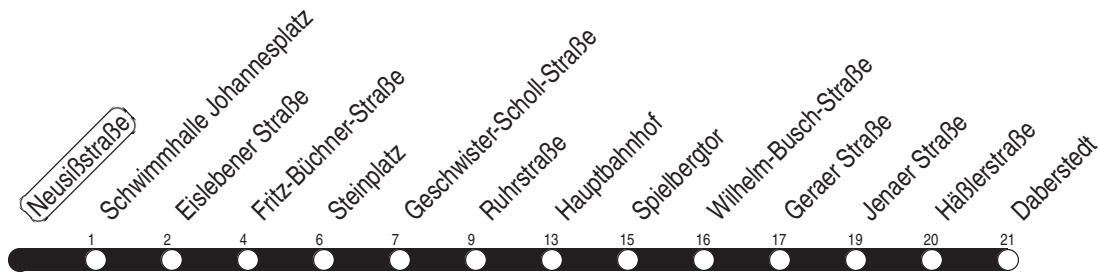 Neusißstraße
Schwimmhalle Johannesplatz
Eislebener Straße
Fritz-Büchner-Straße
Steinplatz
Geschwister-Scholl-Straße
Ruhrstraße
Hauptbahnhof
Spielbergtor
Wilhelm-Busch-Straße
Geraer Straße
Jenaer Straße
Häßlerstraße
Daberstedt
1 2 4 6 7 9 13 15 16 17 19 20 21